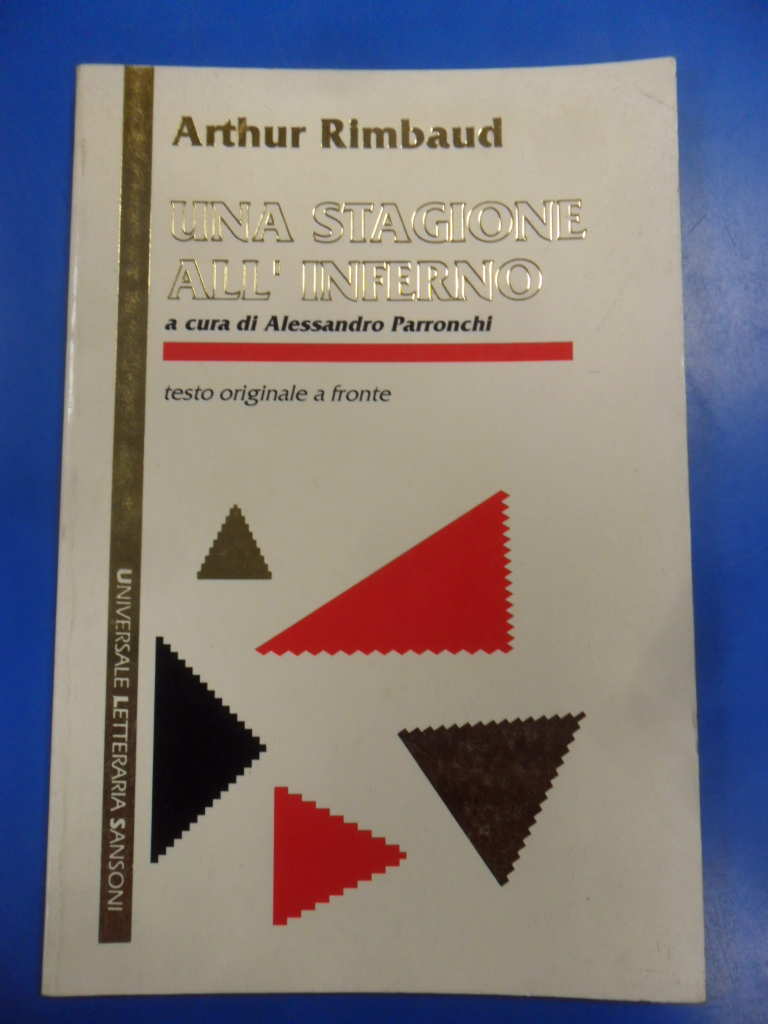 Arthur Rimbaud
UNA STAGIONE
ALL' INFERNO
a cura di Alessandro Parronchi
testo originale a fronte
UNIVERSALE LETTERARIA SANSONI